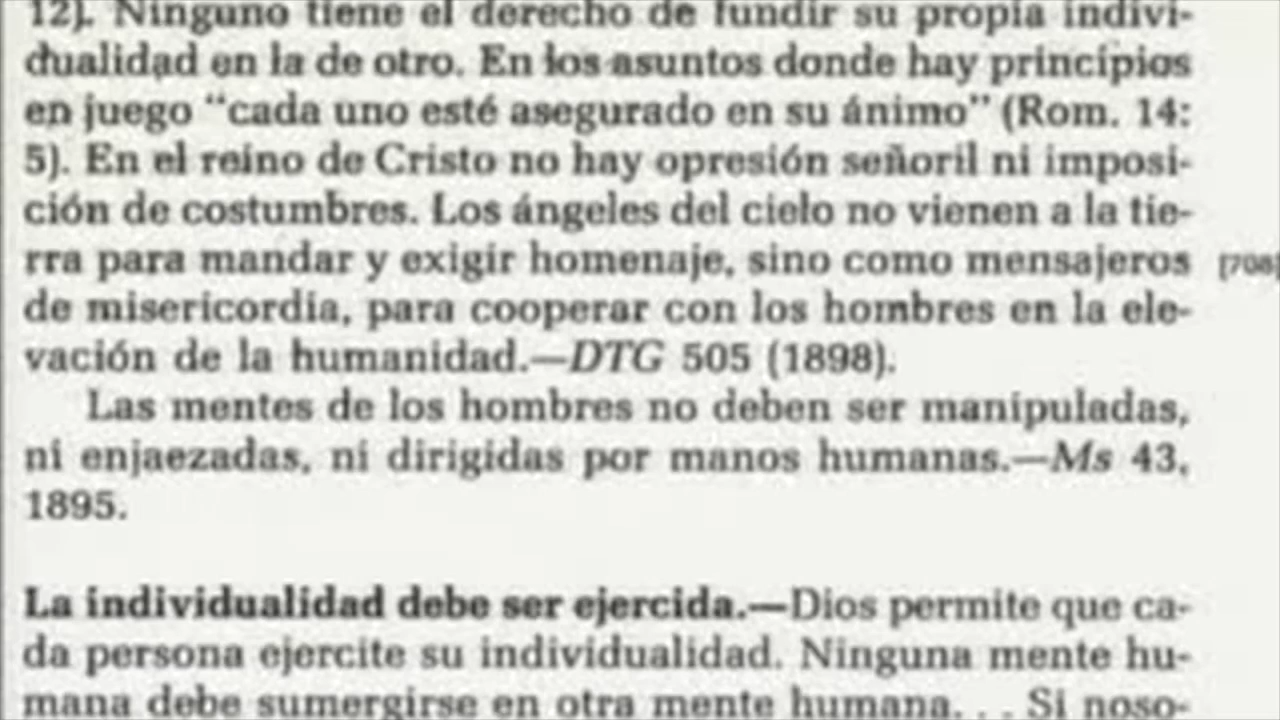 12). Ninguno tiene el derecho de fundir su propia indivi-
dualidad en la de otro. En los asuntos donde hay principios
en juego “cada uno esté asegurado en su ánimo” (Rom. 14:
5). En el reino de Cristo no hay opresión señoril ni imposi-
ción de costumbres. Los ángeles del cielo no vienen a la tie-
rra para mandar y exigir homenaje, sino como mensajeros [708]
de misericordia, para cooperar con los hombres en la ele-
vación de la humanidad.—DTG 505 (1898).
Las mentes de los hombres no deben ser manipuladas,
ni enjaezadas, ni dirigidas por manos humanas.—Ms 43,
1895.
La individualidad debe ser ejercida.—Dios permite que ca-
da persona ejercite su individualidad. Ninguna mente hu-
mana debe sumergirse en otra mente humana. . . Si noso-